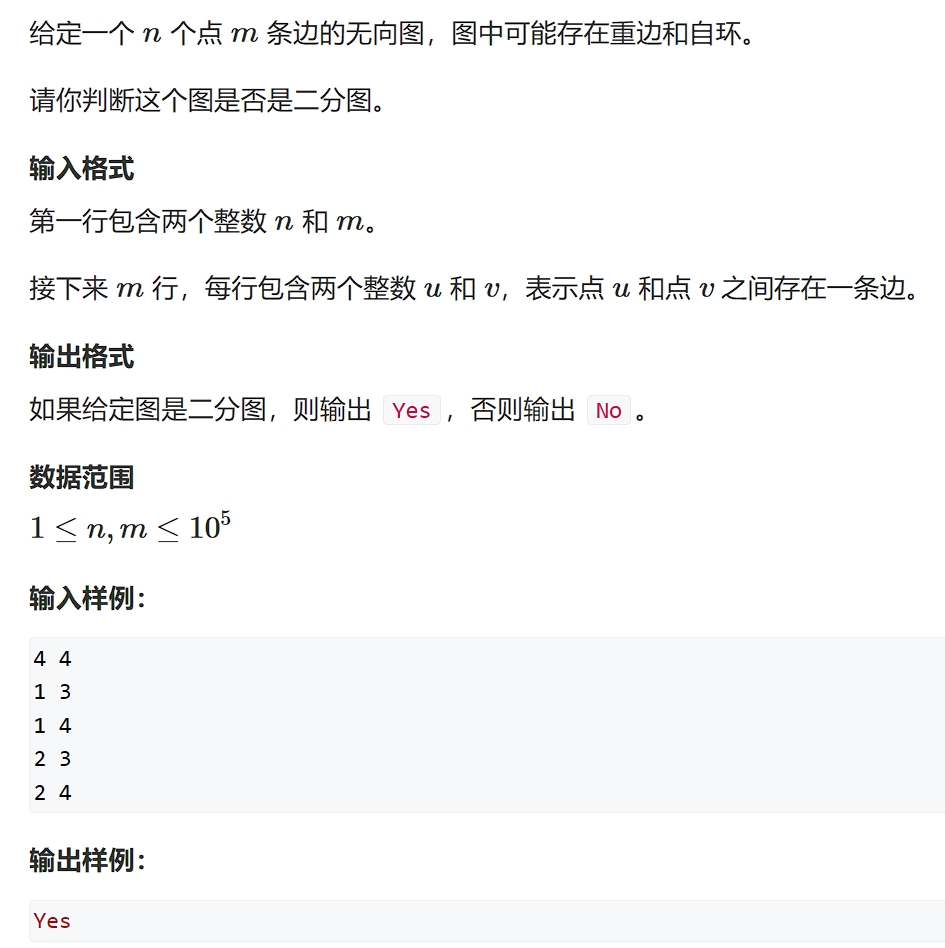 给定一个 n 个点 m 条边的无向图，图中可能存在重边和自环。
请你判断这个图是否是二分图。
输入格式
第一行包含两个整数 n 和 m。
接下来 m 行，每行包含两个整数 u 和 v，表示点 u 和点 v 之间存在一条边。
输出格式
如果给定图是二分图，则输出 Yes ，否则输出 No 。
数据范围
1 ≤ n, m ≤ 10⁵
输入样例：
4 4
1 3
1 4
2 3
2 4
输出样例：
Yes